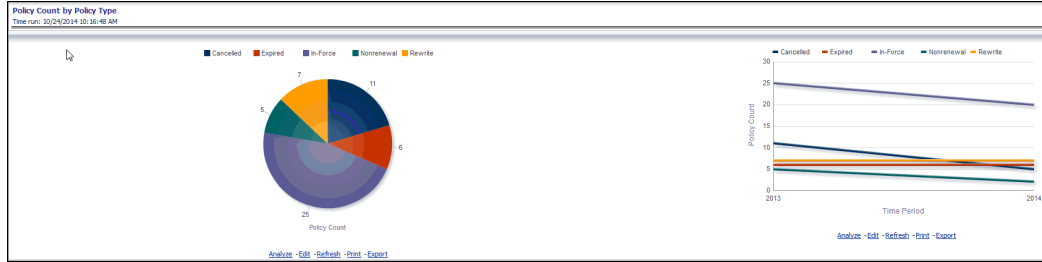 Policy Count by Policy Type
Time run: 10/24/2014 10:16:48 AM
Cancelled Expired In-Force Nonrenewal Rewrite
7
11
5
6
25
Policy Count
Analyze - Edit - Refresh - Print - Export
Cancelled Expired In-Force Nonrenewal Rewrite
30
25
20
15
10
5
0
Policy Count
2013 2014
Time Period
Analyze - Edit - Refresh - Print - Export